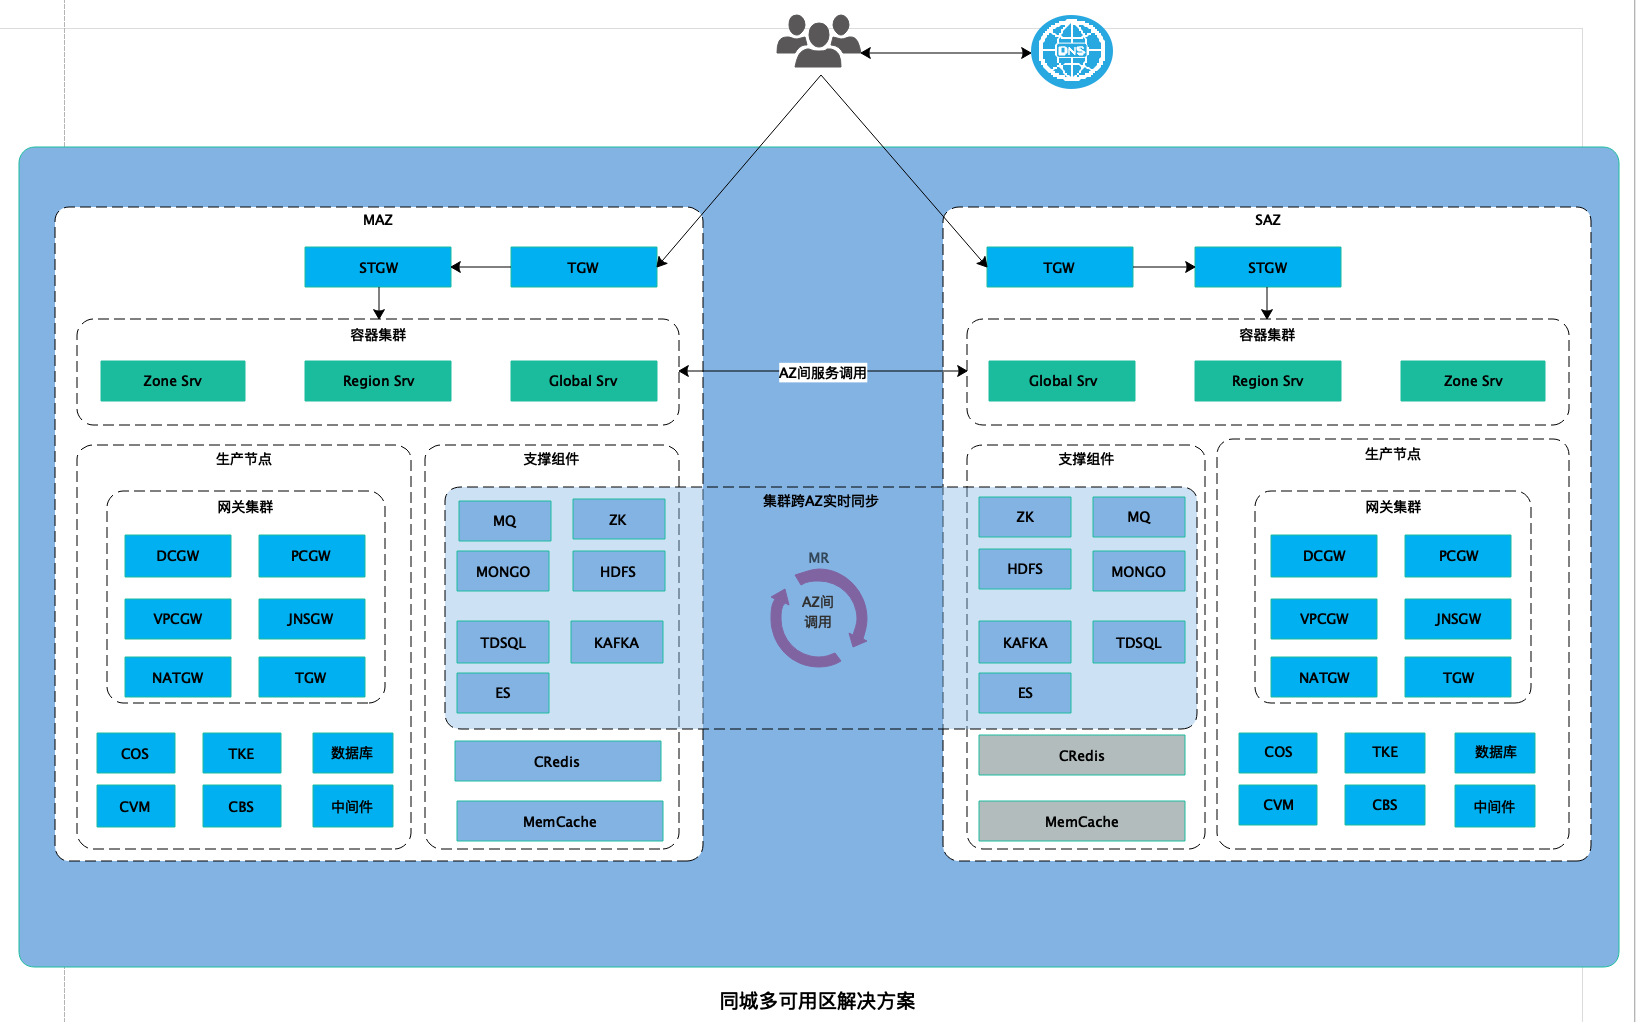 DNS
MAZ
STGW
TGW
容器集群
Zone Srv
Region Srv
Global Srv
生产节点
网关集群
DCGW
PCGW
VPCGW
JNSGW
NATGW
TGW
COS
TKE
数据库
CVM
CBS
中间件
支撑组件
MQ
ZK
MONGO
HDFS
TDSQL
KAFKA
ES
CRedis
MemCache
AZ间服务调用
集群跨AZ实时同步
MR
AZ间
调用
SAZ
TGW
STGW
容器集群
Global Srv
Region Srv
Zone Srv
支撑组件
ZK
MQ
HDFS
MONGO
KAFKA
TDSQL
ES
CRedis
MemCache
生产节点
网关集群
DCGW
PCGW
VPCGW
JNSGW
NATGW
TGW
COS
TKE
数据库
CVM
CBS
中间件
同城多可用区解决方案